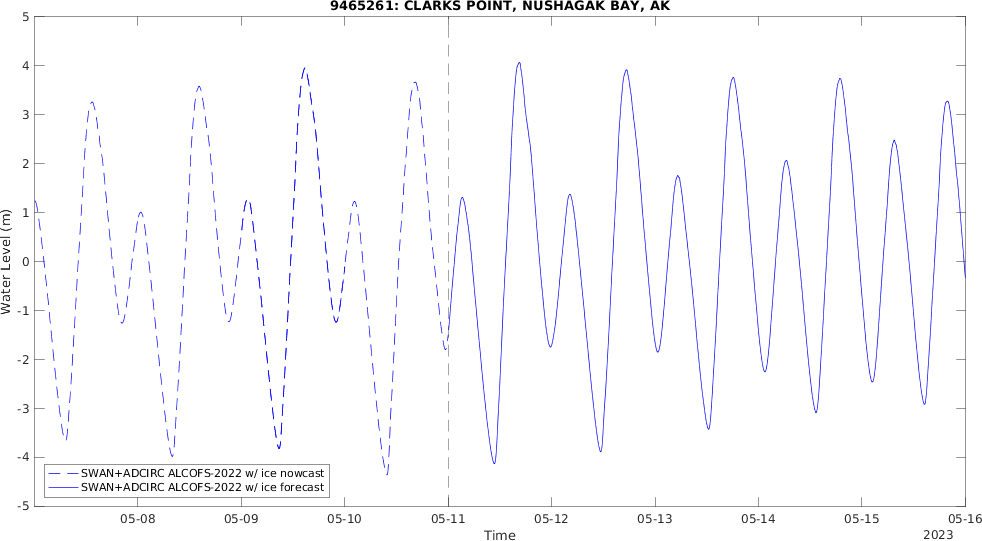 9465261: CLARKS POINT, NUSHAGAK BAY, AK
5
4
3
2
1
0
-1
-2
-3
-4
-5
Water Level (m)
SWAN+ADCIRC ALCOFS-2022 w/ ice nowcast
SWAN+ADCIRC ALCOFS-2022 w/ ice forecast
05-08 05-09 05-10 05-11 05-12 05-13 05-14 05-15 05-16
Time
2023